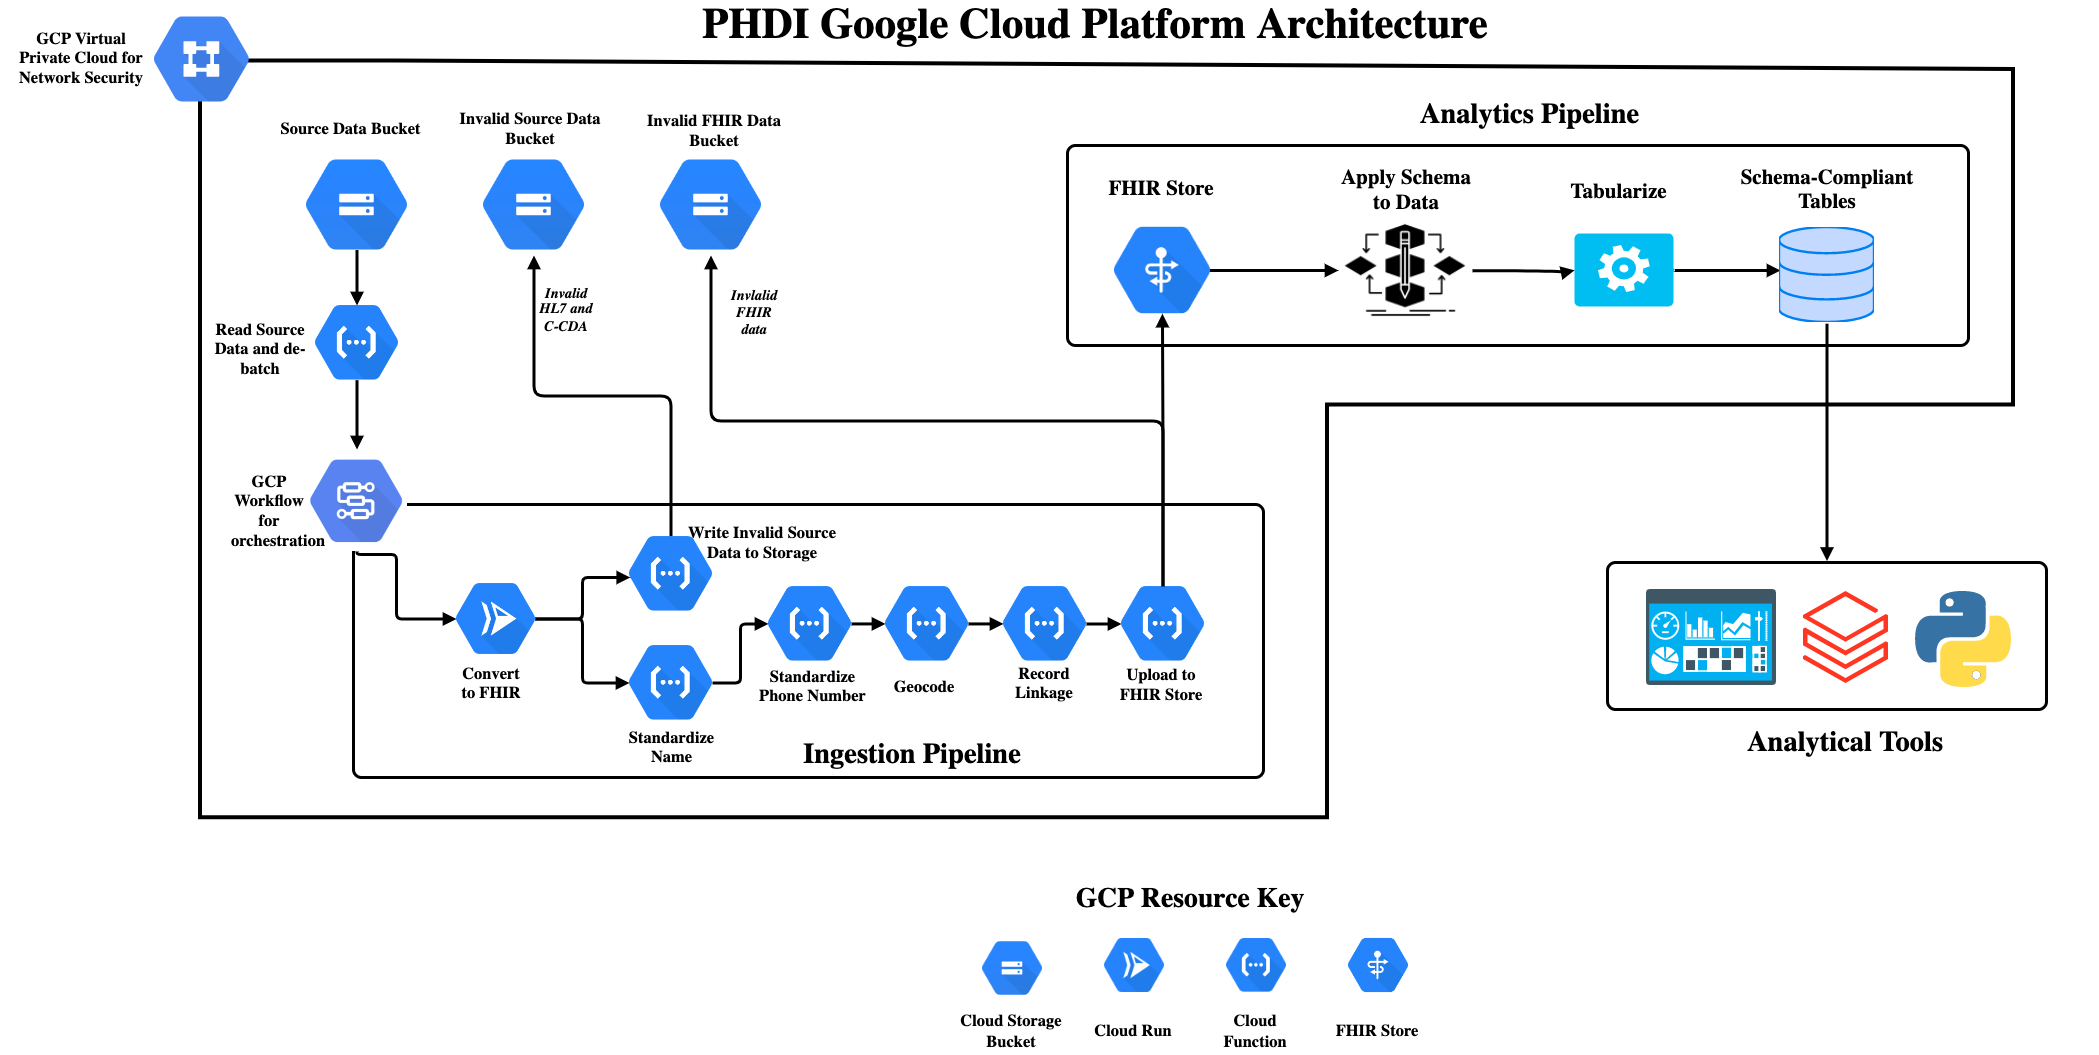 PHDI Google Cloud Platform Architecture
GCP Virtual
Private Cloud for
Network Security
Source Data Bucket
Invalid Source Data
Bucket
Invalid FHIR Data
Bucket
Analytics Pipeline
FHIR Store
Apply Schema
to Data
Tabularize
Schema-Compliant
Tables
Invalid
HL7 and
C-CDA
Invlalid
FHIR
data
Read Source
Data and de-
batch
GCP
Workflow
for
orchestration
Write Invalid Source
Data to Storage
Convert
to FHIR
Standardize
Name
Standardize
Phone Number
Geocode
Record
Linkage
Upload to
FHIR Store
Ingestion Pipeline
Analytical Tools
GCP Resource Key
Cloud Storage
Bucket
Cloud Run
Cloud
Function
FHIR Store